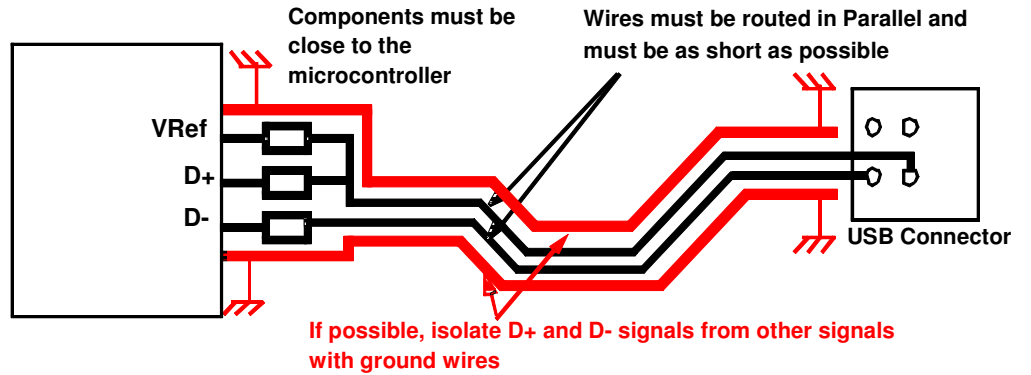 Components must be
close to the
microcontroller
Wires must be routed in Parallel and
must be as short as possible
VRef
D+
D-
USB Connector
If possible, isolate D+ and D- signals from other signals
with ground wires